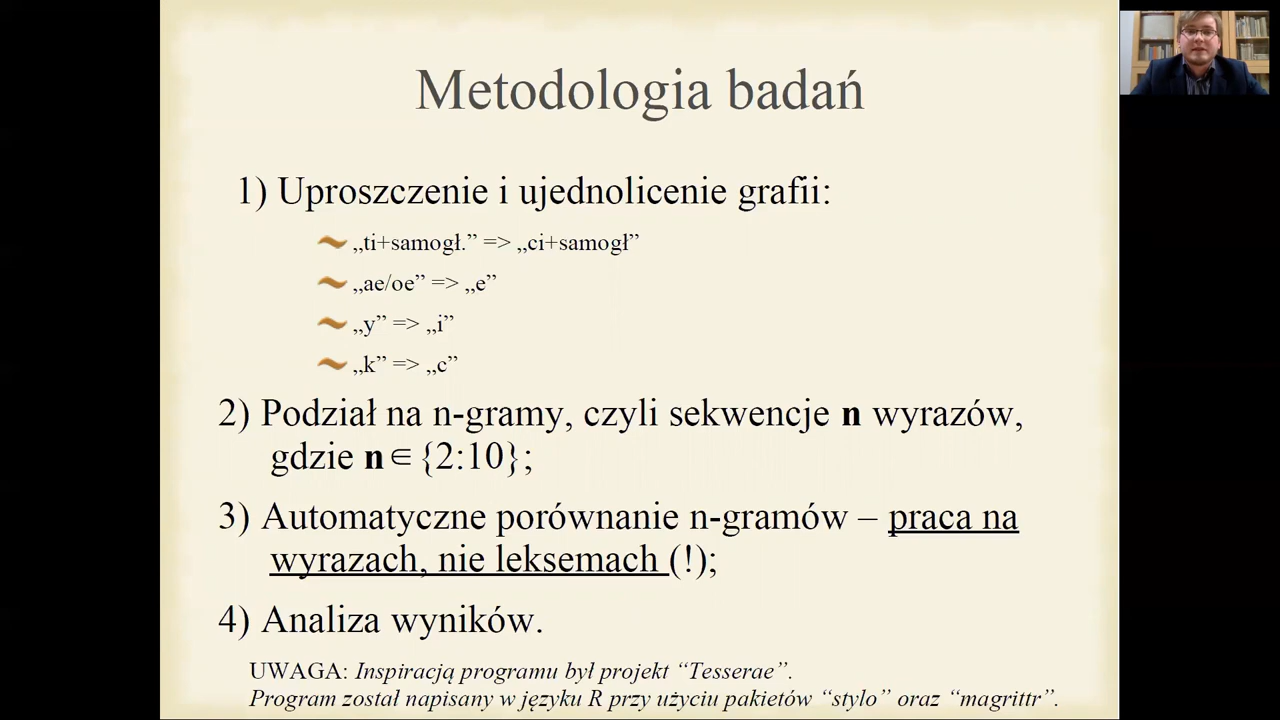 Metodologia badań
1) Uproszczenie i ujednolicenie grafii:
„ti+samogł.” => „ci+samogł”
„ae/oe” => „e”
„y” => „i”
„k” => „c”
2) Podział na n-gramy, czyli sekwencje n wyrazów,
gdzie n∈{2:10};
3) Automatyczne porównanie n-gramów – praca na
wyrazach, nie leksemach (!);
4) Analiza wyników.
UWAGA: Inspiracją programu był projekt “Tesserae”.
Program został napisany w języku R przy użyciu pakietów “stylo” oraz “magrittr”.